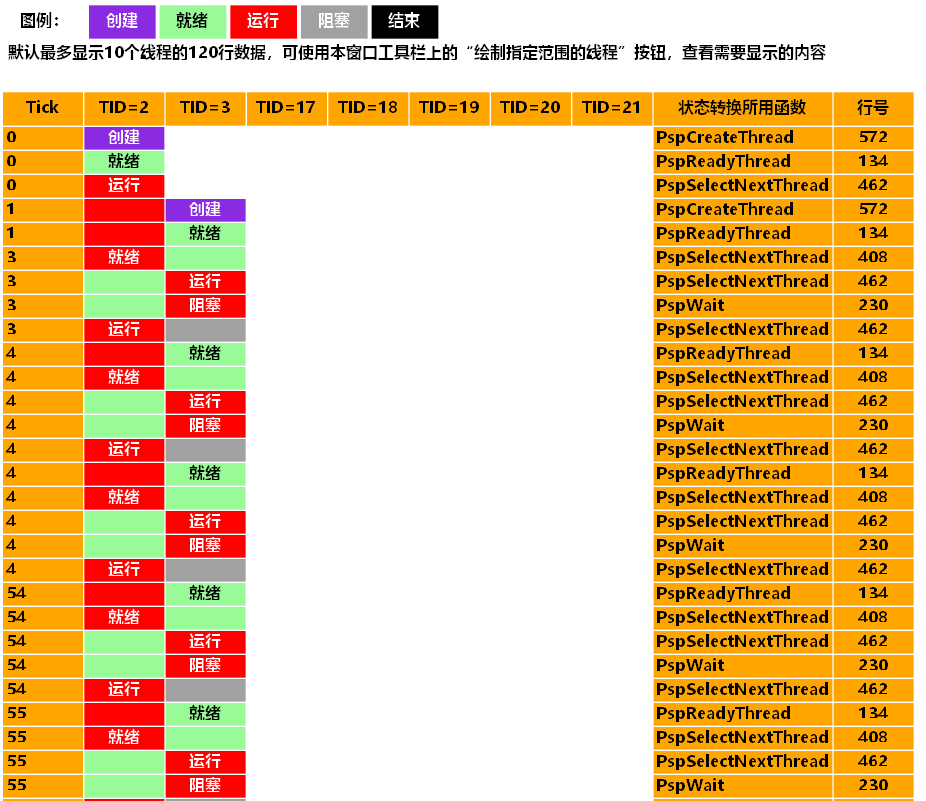 图例： 创建 就绪 运行 阻塞 结束
默认最多显示10个线程的120行数据，可使用本窗口工具栏上的“绘制指定范围的线程”按钮，查看需要显示的内容
Tick TID=2 TID=3 TID=17 TID=18 TID=19 TID=20 TID=21 状态转换所用函数 行号
0 创建 PspCreateThread 572
0 就绪 PspReadyThread 134
0 运行 PspSelectNextThread 462
1 创建 PspCreateThread 572
1 就绪 PspReadyThread 134
3 就绪 PspSelectNextThread 408
3 运行 PspSelectNextThread 462
3 阻塞 PspWait 230
3 运行 PspSelectNextThread 462
4 就绪 PspReadyThread 134
4 就绪 PspSelectNextThread 408
4 运行 PspSelectNextThread 462
4 阻塞 PspWait 230
4 运行 PspSelectNextThread 462
4 就绪 PspReadyThread 134
4 就绪 PspSelectNextThread 408
4 运行 PspSelectNextThread 462
4 阻塞 PspWait 230
4 运行 PspSelectNextThread 462
54 就绪 PspReadyThread 134
54 就绪 PspSelectNextThread 408
54 运行 PspSelectNextThread 462
54 阻塞 PspWait 230
54 运行 PspSelectNextThread 462
55 就绪 PspReadyThread 134
55 就绪 PspSelectNextThread 408
55 运行 PspSelectNextThread 462
55 阻塞 PspWait 230